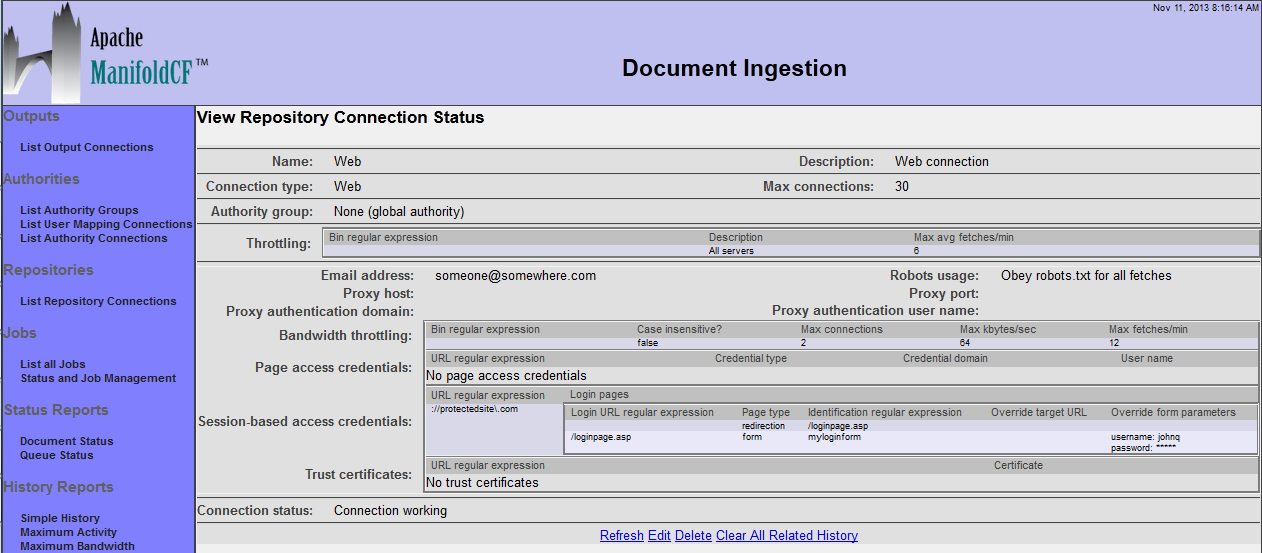 Nov 11, 2013 8:16:14 AM
Apache
ManifoldCF™
Document Ingestion
Outputs
List Output Connections
Authorities
List Authority Groups
List User Mapping Connections
List Authority Connections
Repositories
List Repository Connections
Jobs
List all Jobs
Status and Job Management
Status Reports
Document Status
Queue Status
History Reports
Simple History
Maximum Activity
Maximum Bandwidth
View Repository Connection Status
Name: Web Description: Web connection
Connection type: Web Max connections: 30
Authority group: None (global authority)
Throttling: Bin regular expression Description Max avg fetches/min
All servers 6
Email address: someone@somewhere.com Robots usage: Obey robots.txt for all fetches
Proxy host: Proxy port:
Proxy authentication domain: Proxy authentication user name:
Bandwidth throttling: Bin regular expression Case insensitive? Max connections Max kbytes/sec Max fetches/min
false 2 64 12
Page access credentials: URL regular expression Credential type Credential domain User name
No page access credentials
Session-based access credentials: URL regular expression Login pages
://protectedsite\.com Login URL regular expression Page type Identification regular expression Override target URL Override form parameters
redirection /loginpage.asp
/loginpage.asp form myloginform username: johnq
password: *****
Trust certificates: URL regular expression Certificate
No trust certificates
Connection status: Connection working
Refresh Edit Delete Clear All Related History